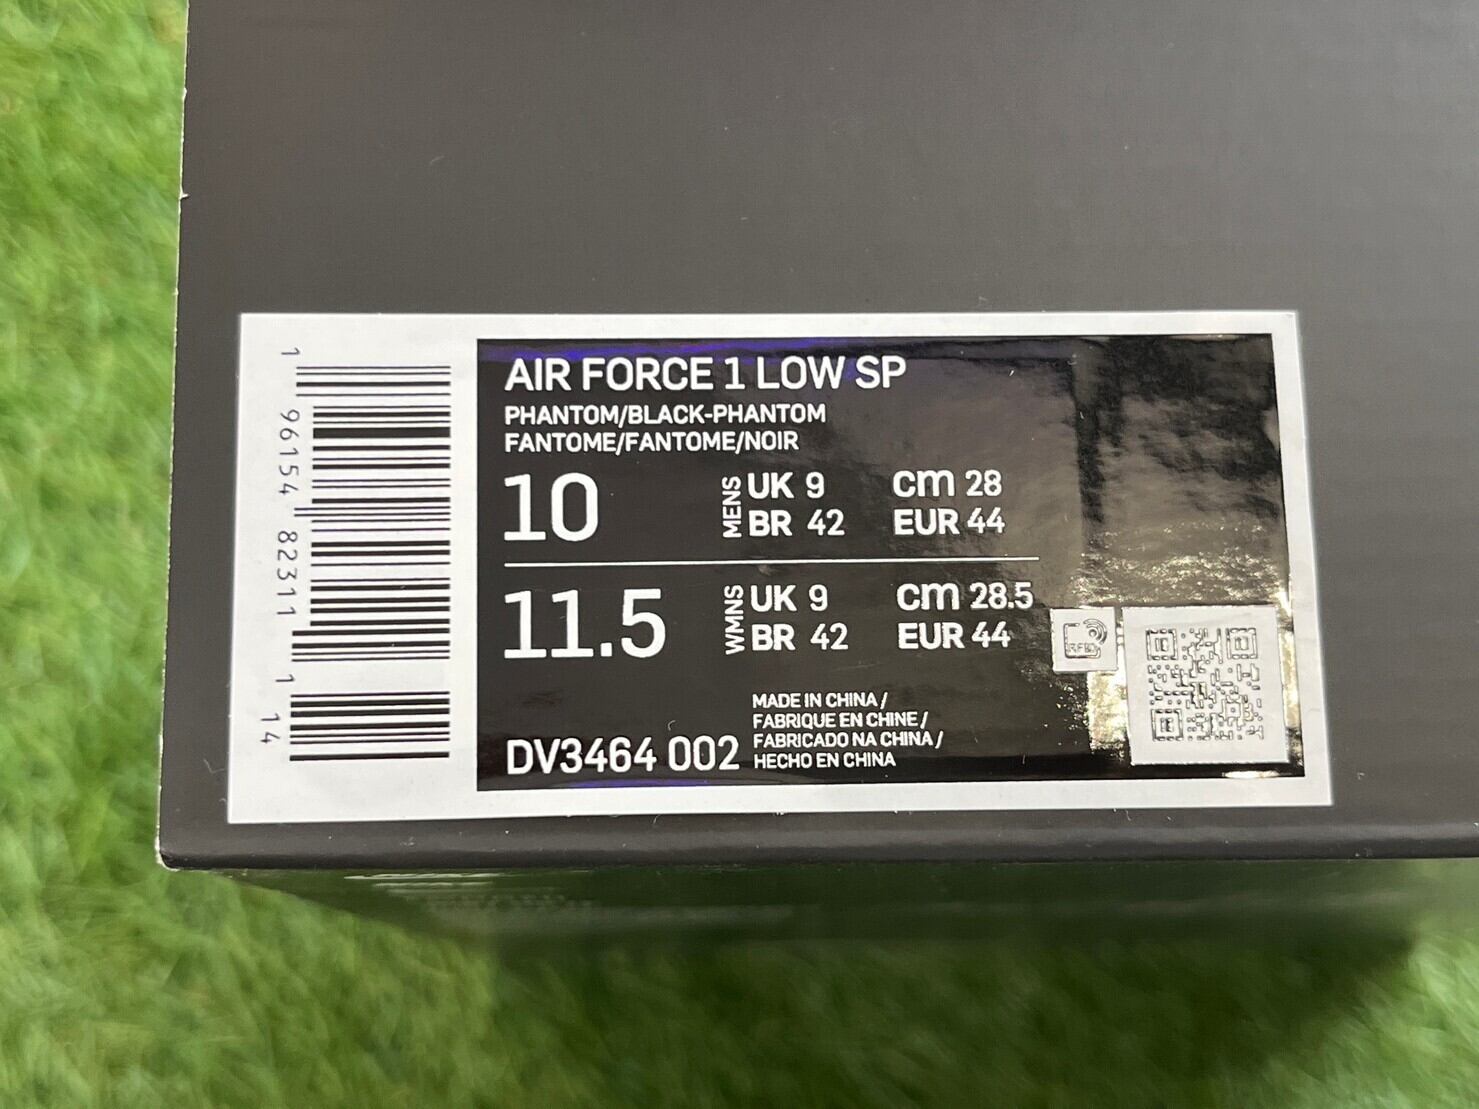 AIR FORCE 1 LOW SP
PHANTOM/BLACK-PHANTOM
FANTOME/FANTOME/NOIR
10 MENS UK 9 cm 28
BR 42 EUR 44
11.5 WMNS UK 9 cm 28.5
BR 42 EUR 44
RFID
MADE IN CHINA /
FABRIQUE EN CHINE /
FABRICADO NA CHINA /
HECHO EN CHINA
DV3464 002
1 96154 82311 1 14